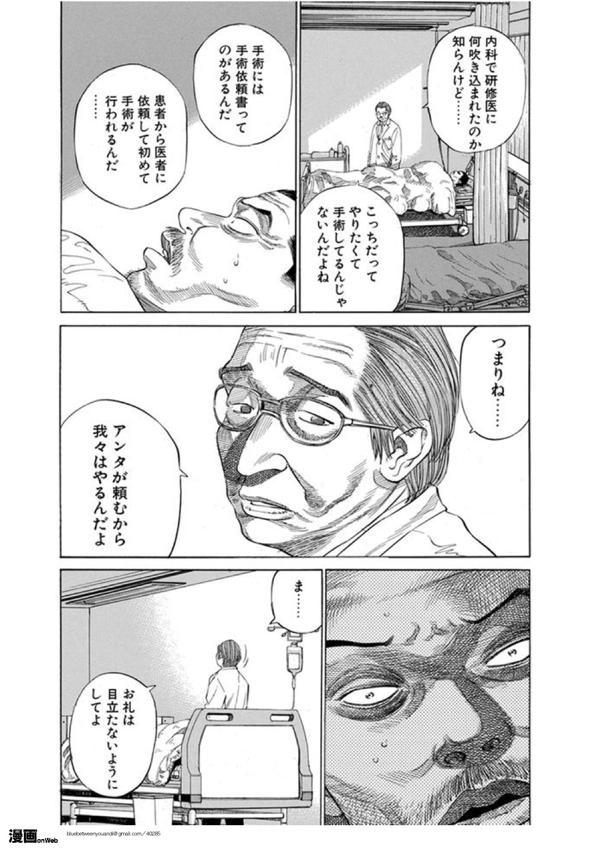 内科で研修医に
何吹き込まれたのか
知らんけど……
こっちだって
やりたくて
手術してるんじゃ
ないんだよね
手術には
手術依頼書って
のがあるんだ
患者から医者に
依頼して初めて
手術が
行われるんだ
……
つまりね……
アンタが頼むから
我々はやるんだよ
ま……
お礼は
目立たないように
してよ
漫画 on Web
bluebetweenyouandi@gmail.com / 40285